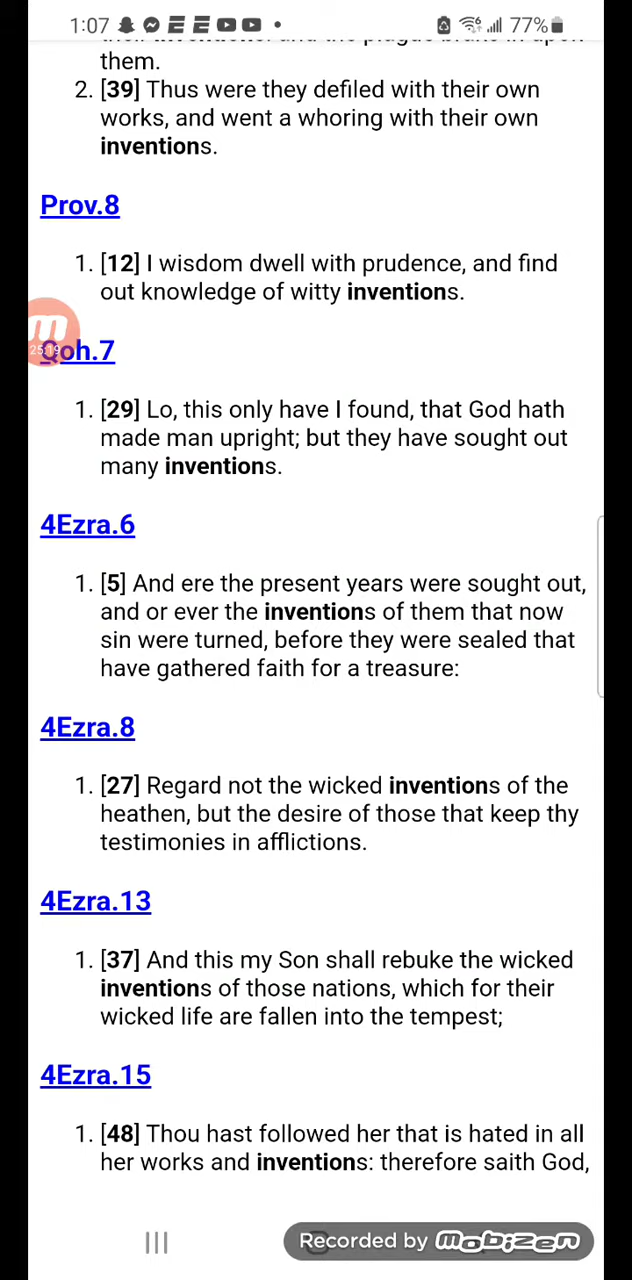 1:07 77%
them.
2. [39] Thus were they defiled with their own
works, and went a whoring with their own
inventions.
Prov.8
1. [12] I wisdom dwell with prudence, and find
out knowledge of witty inventions.
25:19
Qoh.7
1. [29] Lo, this only have I found, that God hath
made man upright; but they have sought out
many inventions.
4Ezra.6
1. [5] And ere the present years were sought out,
and or ever the inventions of them that now
sin were turned, before they were sealed that
have gathered faith for a treasure:
4Ezra.8
1. [27] Regard not the wicked inventions of the
heathen, but the desire of those that keep thy
testimonies in afflictions.
4Ezra.13
1. [37] And this my Son shall rebuke the wicked
inventions of those nations, which for their
wicked life are fallen into the tempest;
4Ezra.15
1. [48] Thou hast followed her that is hated in all
her works and inventions: therefore saith God,
Recorded by mobizen